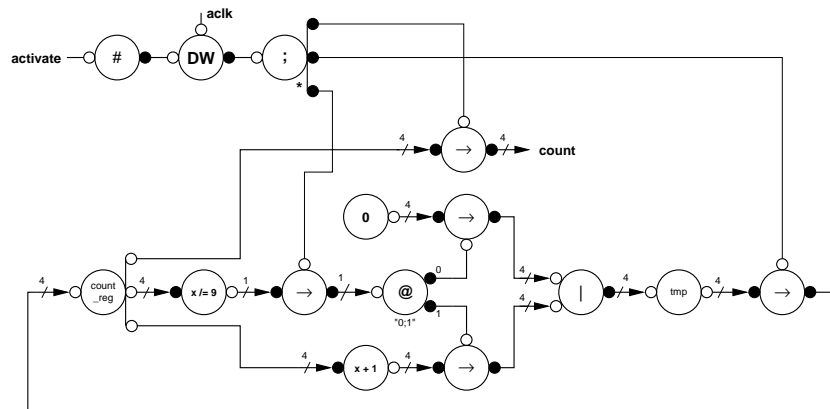 aclk
activate # DW ;
*
4 → 4 count
0 4 →
4 count _reg 4 x /= 9 1 → 1 @ 0 4 | 4 tmp 4 →
"0;1" 1 4
4 x + 1 4 →